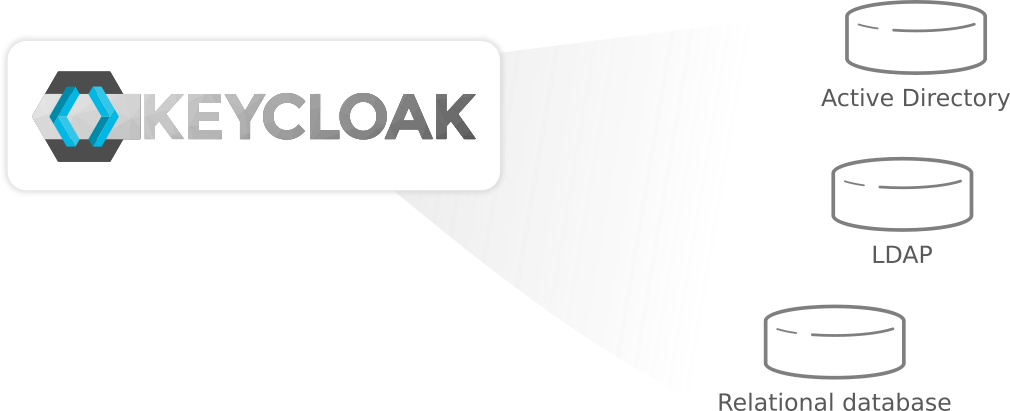 KEYCLOAK
Active Directory
LDAP
Relational database